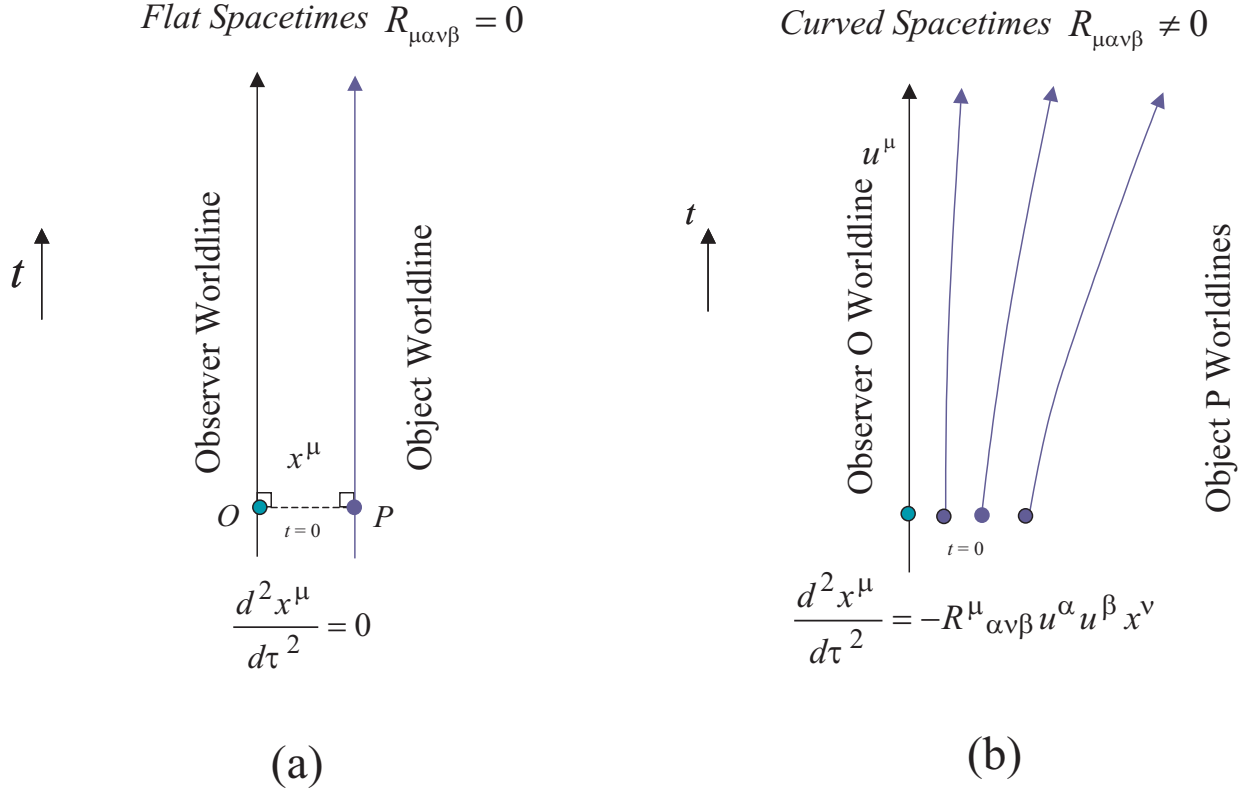 Flat Spacetimes R_{μανβ} = 0
t
Observer Worldline
Object Worldline
x^μ
O
P
t = 0
d²x^μ/dτ² = 0
(a)
Curved Spacetimes R_{μανβ} ≠ 0
t
Observer O Worldline
u^μ
Object P Worldlines
t = 0
d²x^μ/dτ² = −R^μ_{ανβ} u^α u^β x^ν
(b)